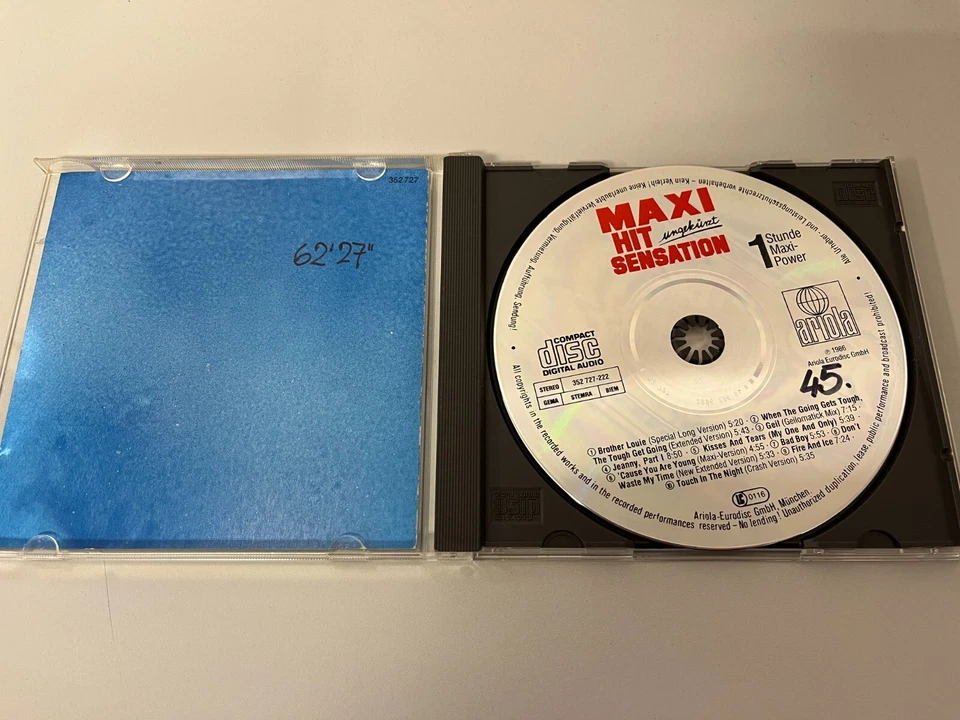 352 727
62'27"
MAXI
HIT ungekürzt
SENSATION
1 Stunde
Maxi-
Power
ariola
℗ 1986
Ariola Eurodisc GmbH
45.
COMPACT
disc
DIGITAL AUDIO
STEREO 352 727-222
GEMA STEMRA BIEM
① Brother Louie (Special Long Version) 5:20 · ② When The Going Gets Tough,
The Tough Get Going (Extended Version) 5:43 · ③ Geil (Geilomatick Mix) 7:15 ·
④ Jeanny, Part I 8:50 · ⑤ Kisses And Tears (My One And Only) 5:39 ·
⑥ 'Cause You Are Young (Maxi-Version) 4:55 · ⑦ Bad Boy 5:53 · ⑧ Don't
Waste My Time (New Extended Version) 5:33 · ⑨ Fire And Ice 7:24 ·
⑩ Touch In The Night (Crash Version) 5:35
LC 0116
Ariola-Eurodisc GmbH, München.
Alle Urheber- und Leistungsschutzrechte vorbehalten – Kein Verleih! Keine unerlaubte Vervielfältigung, Vermietung, Aufführung, Sendung!
All copyrights in the recorded works and in the recorded performances reserved – No lending! Unauthorized duplication, lease, public performance and broadcast prohibited!